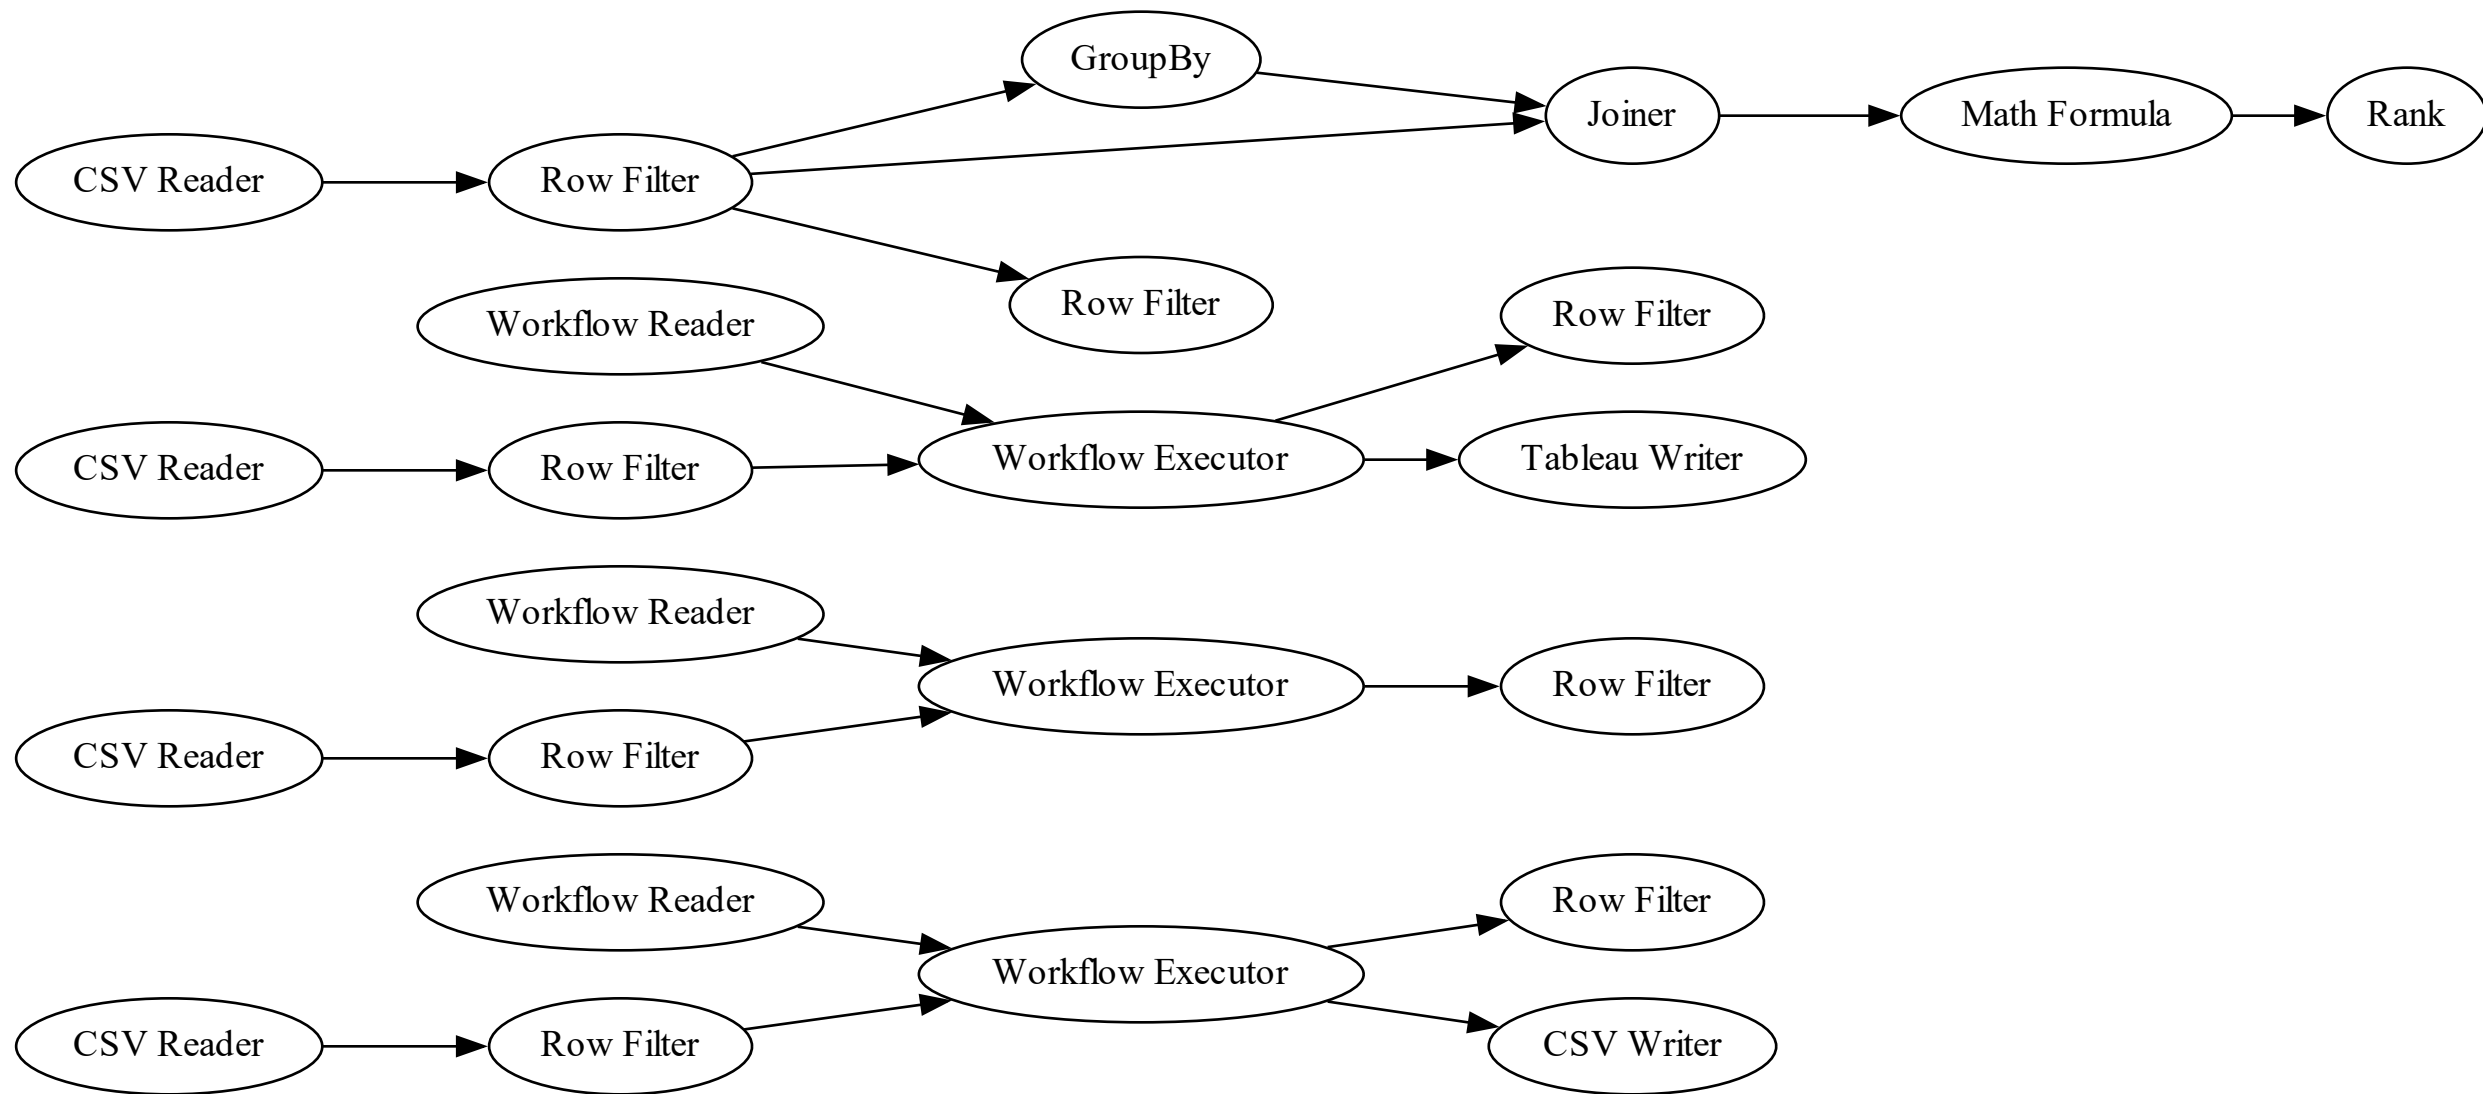 GroupBy
Joiner
Math Formula
Rank
CSV Reader
Row Filter
Row Filter
Workflow Reader
Row Filter
CSV Reader
Row Filter
Workflow Executor
Tableau Writer
Workflow Reader
Workflow Executor
Row Filter
CSV Reader
Row Filter
Workflow Reader
Row Filter
Workflow Executor
CSV Reader
Row Filter
CSV Writer